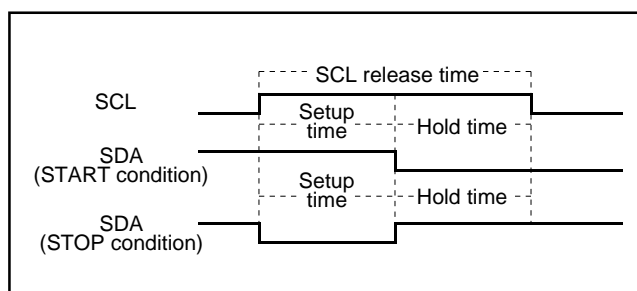 SCL release time
SCL
Setup
time
Hold time
SDA
(START condition)
Setup
time
Hold time
SDA
(STOP condition)